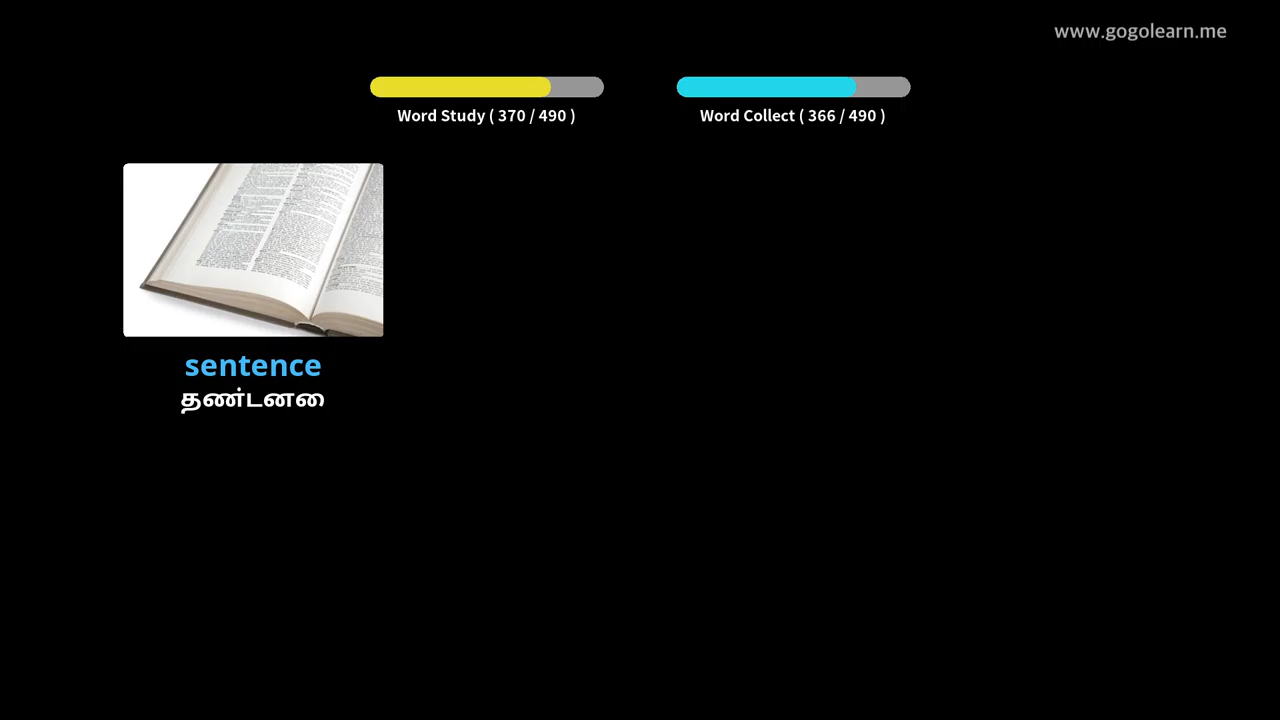 www.gogolearn.me
Word Study ( 370 / 490 )
Word Collect ( 366 / 490 )
sentence
தண்டனை